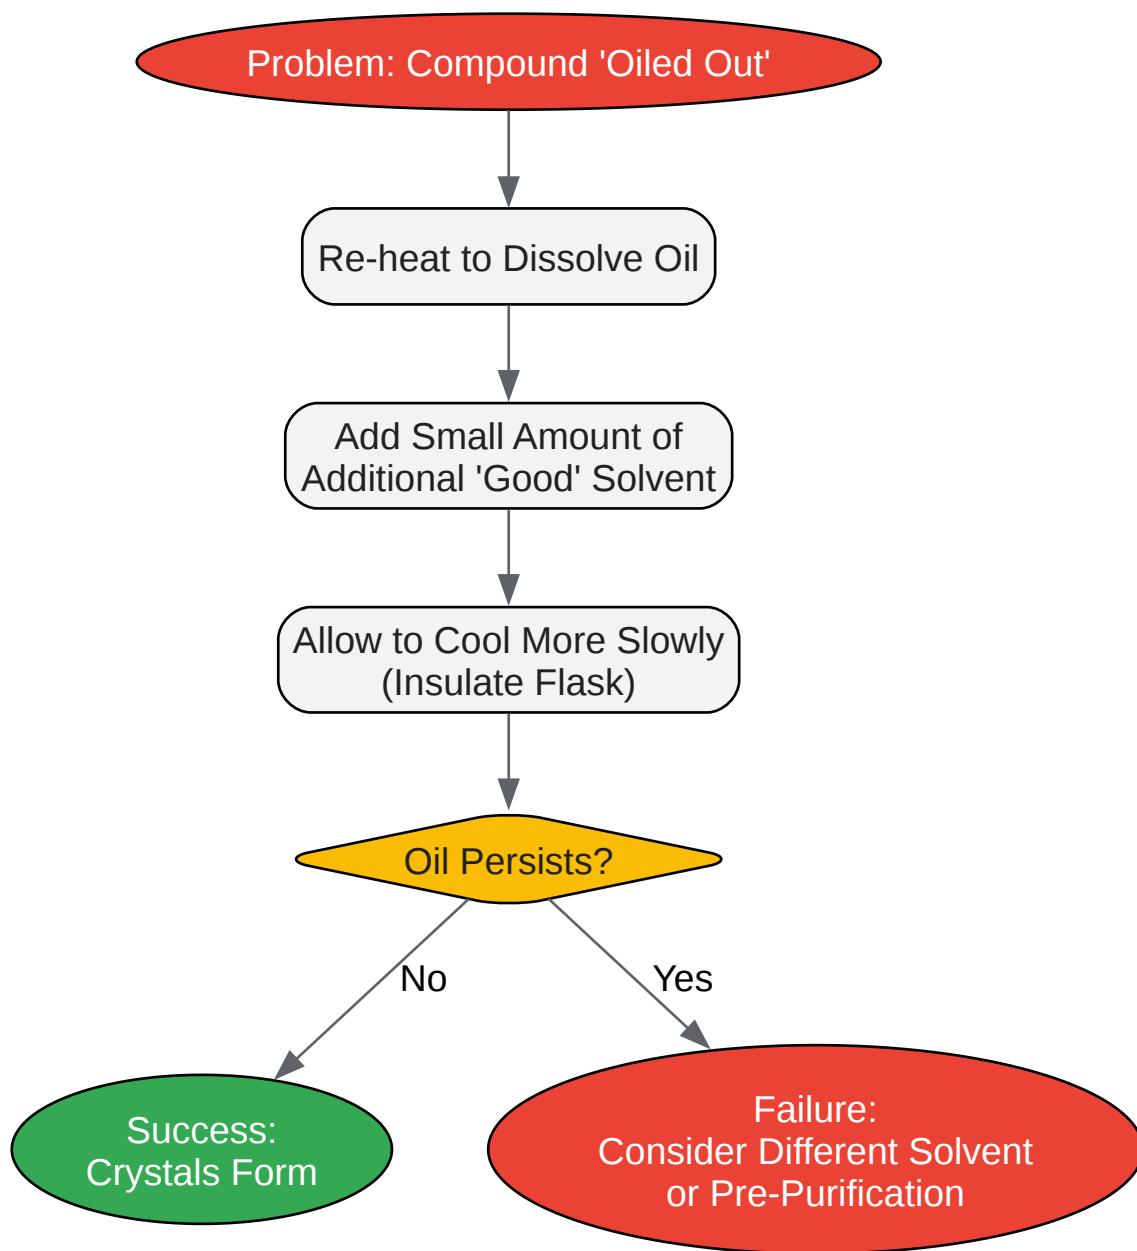 Problem: Compound 'Oiled Out'
Re-heat to Dissolve Oil
Add Small Amount of
Additional 'Good' Solvent
Allow to Cool More Slowly
(Insulate Flask)
Oil Persists?
No
Yes
Success:
Crystals Form
Failure:
Consider Different Solvent
or Pre-Purification